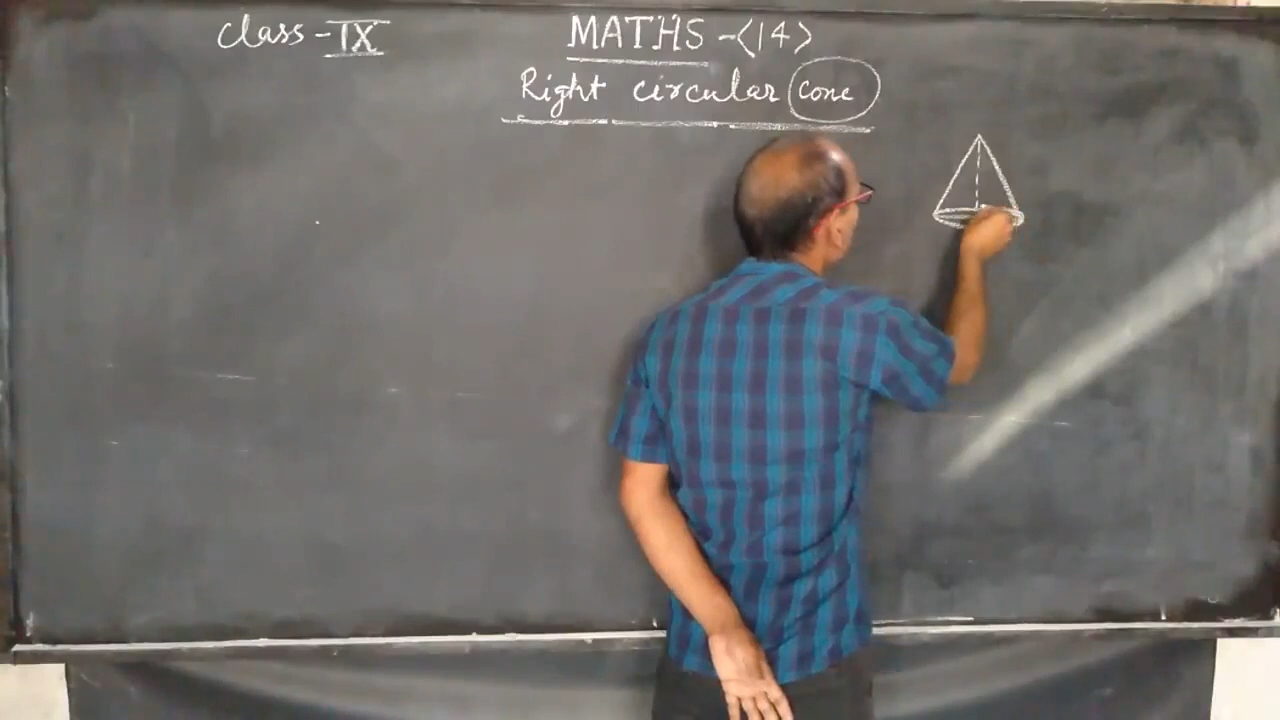 Class - IX
MATHS - <14>
Right circular cone